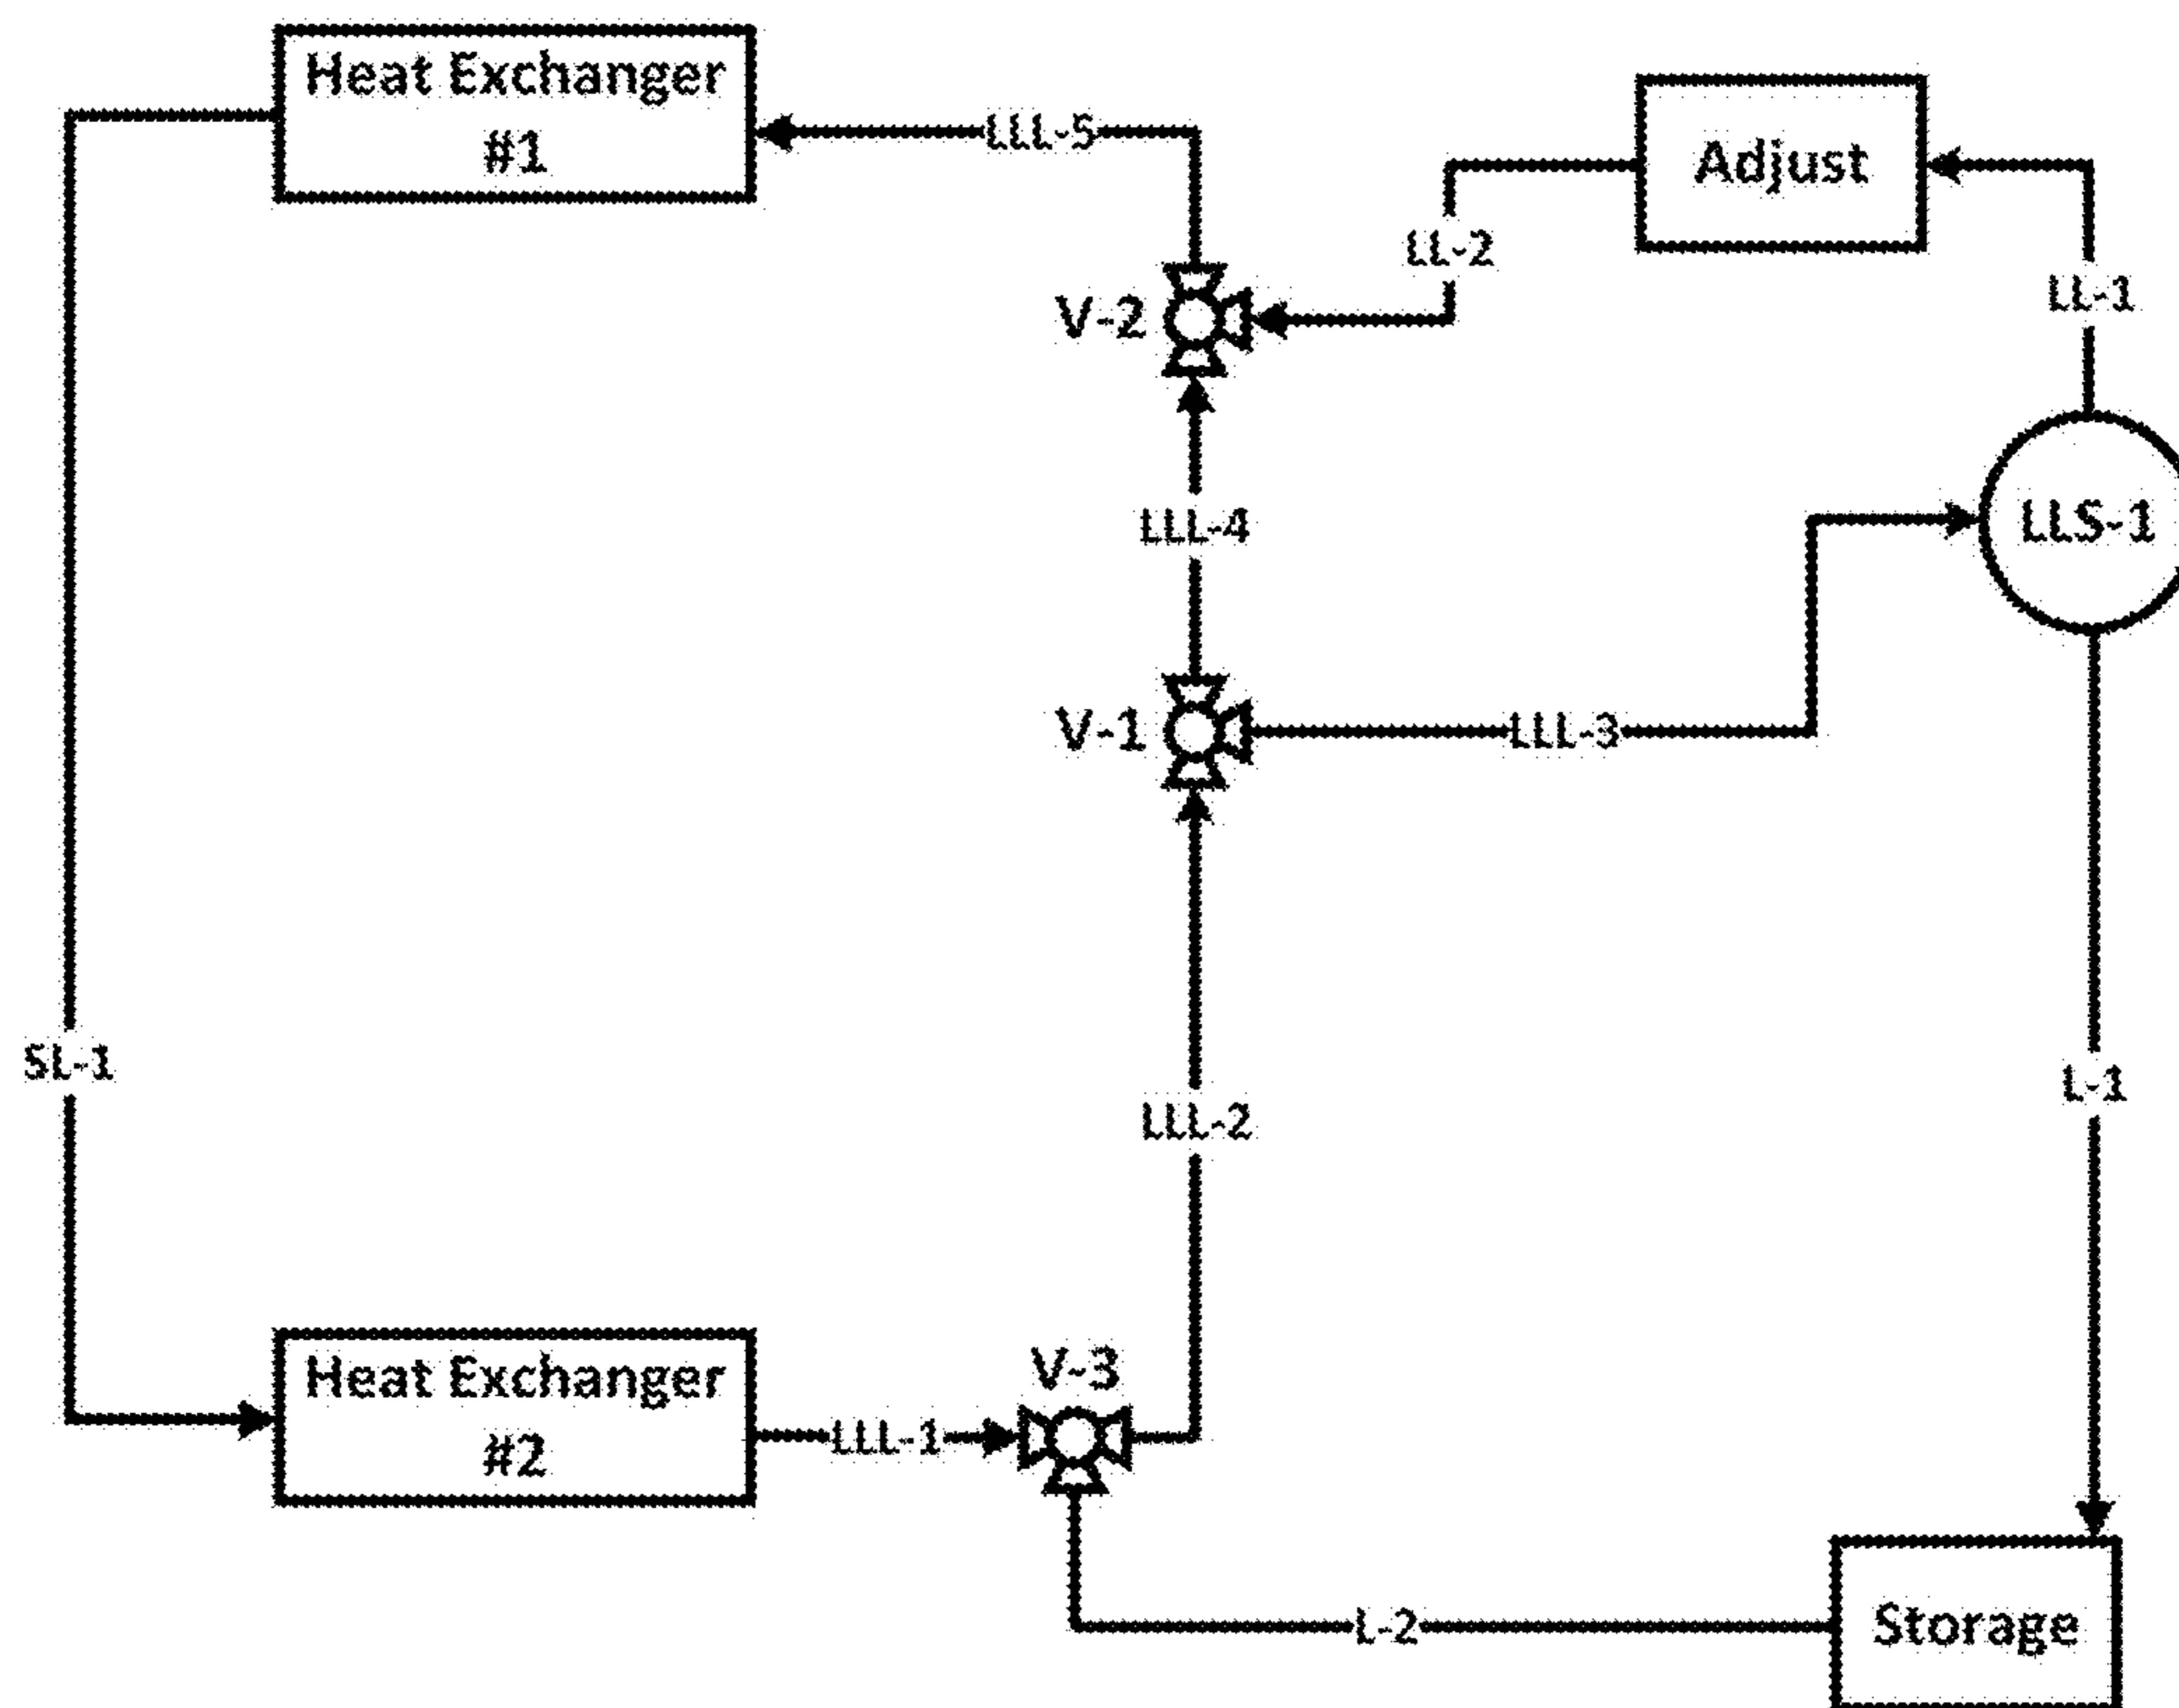 Heat Exchanger
#1
LLL-5
Adjust
LL-2
LL-1
V-2
LLL-4
LLS-1
V-1
LLL-3
SL-1
L-1
LLL-2
Heat Exchanger
#2
V-3
LLL-1
L-2
Storage